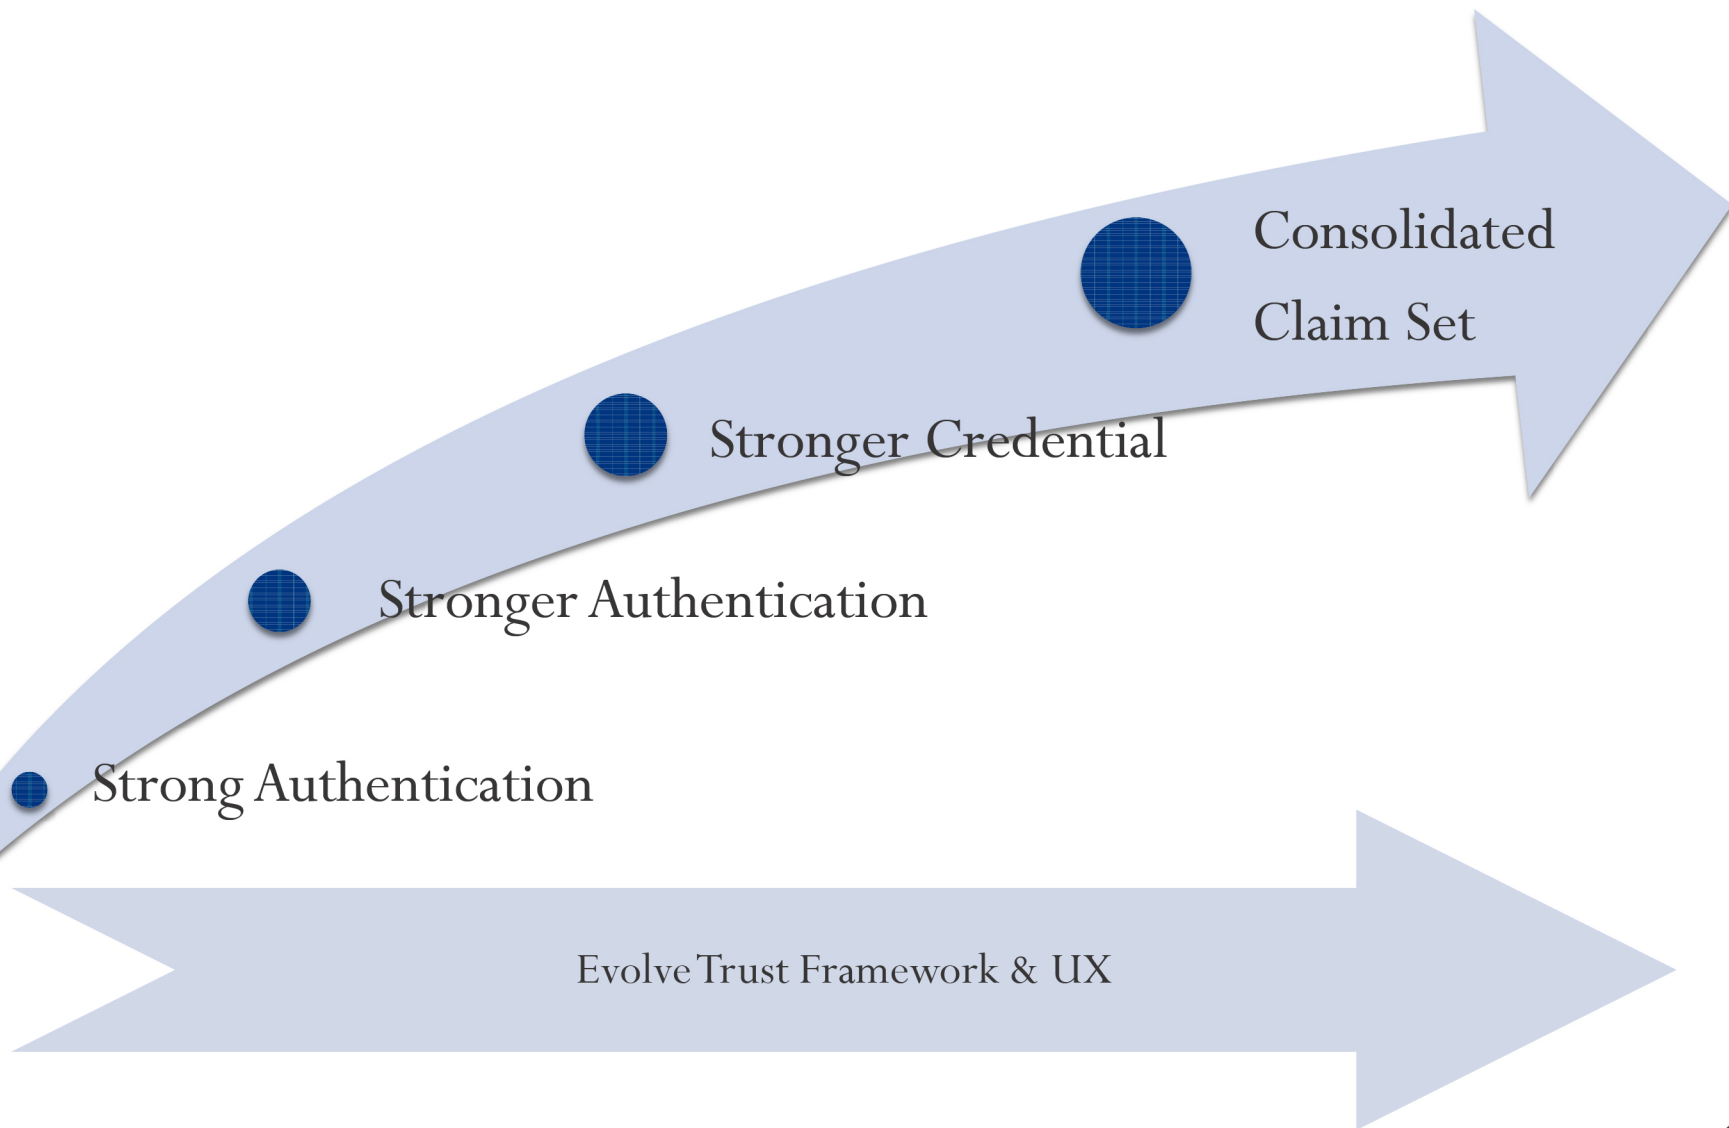 Consolidated
Claim Set
Stronger Credential
Stronger Authentication
Strong Authentication
Evolve Trust Framework & UX